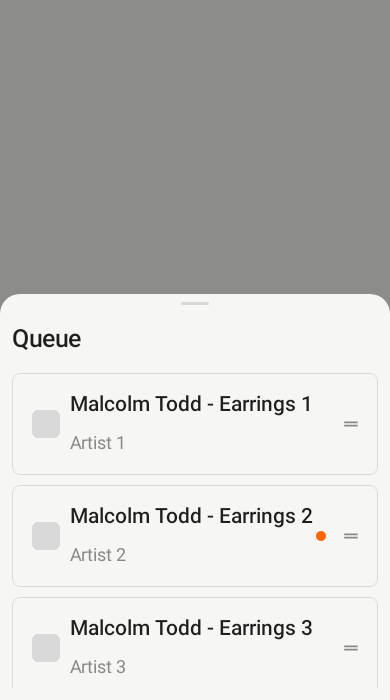 Queue
Malcolm Todd - Earrings 1
Artist 1
Malcolm Todd - Earrings 2
Artist 2
Malcolm Todd - Earrings 3
Artist 3